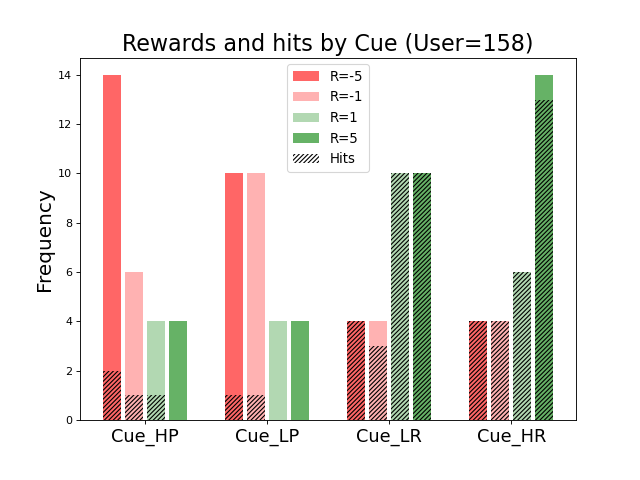 Rewards and hits by Cue (User=158)
R=-5
R=-1
R=1
R=5
Hits
Frequency
14
12
10
8
6
4
2
0
Cue_HP Cue_LP Cue_LR Cue_HR